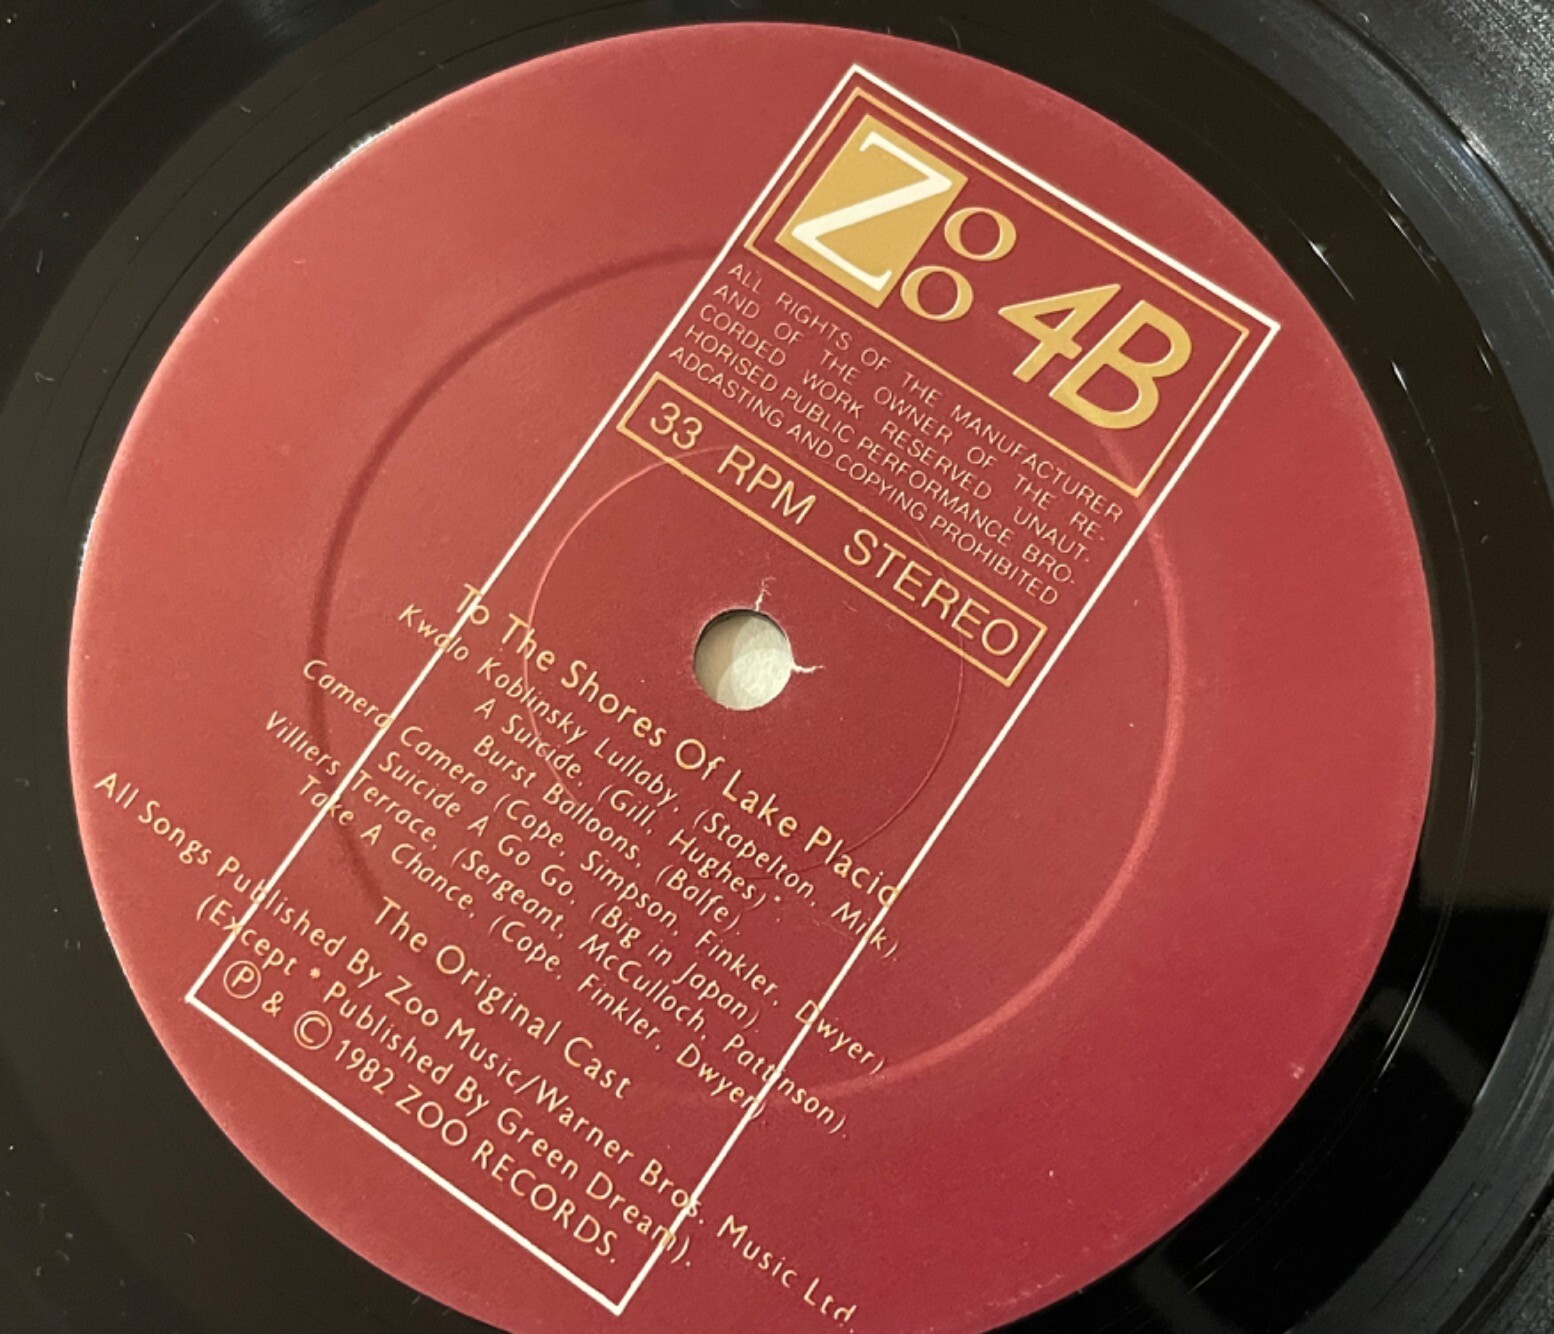 Zoo 4B
ALL RIGHTS OF THE MANUFACTURER
AND OF THE OWNER OF THE RE-
CORDED WORK RESERVED UNAUT-
HORISED PUBLIC PERFORMANCE BRO-
ADCASTING AND COPYING PROHIBITED
33 RPM STEREO
To The Shores Of Lake Placid
Kwalo Koblinsky Lullaby, (Stapelton, Milk).
A Suicide, (Gill, Hughes)*.
Burst Balloons, (Balfe).
Camera Camera (Cope, Simpson, Finkler, Dwyer)
Suicide A Go Go, (Big in Japan)
Villiers Terrace, (Sergeant, McCulloch, Pattinson).
Take A Chance, (Cope, Finkler, Dwyer).
The Original Cast
All Songs Published By Zoo Music/Warner Bros. Music Ltd.
(Except * Published By Green Dream).
Ⓟ & © 1982 ZOO RECORDS.